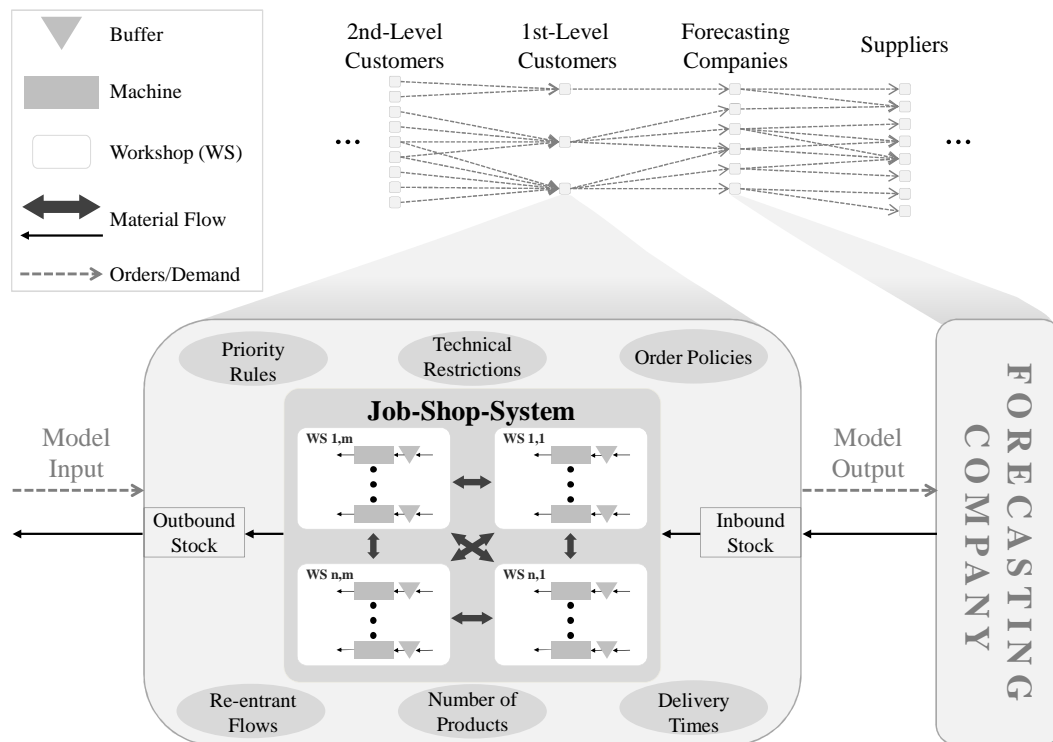 Buffer
Machine
Workshop (WS)
Material Flow
Orders/Demand
2nd-Level
Customers
1st-Level
Customers
Forecasting
Companies
Suppliers
...
...
Priority
Rules
Technical
Restrictions
Order Policies
Job-Shop-System
WS 1,m
WS 1,1
WS n,m
WS n,1
Model
Input
Model
Output
Outbound
Stock
Inbound
Stock
Re-entrant
Flows
Number of
Products
Delivery
Times
FORECASTING
COMPANY